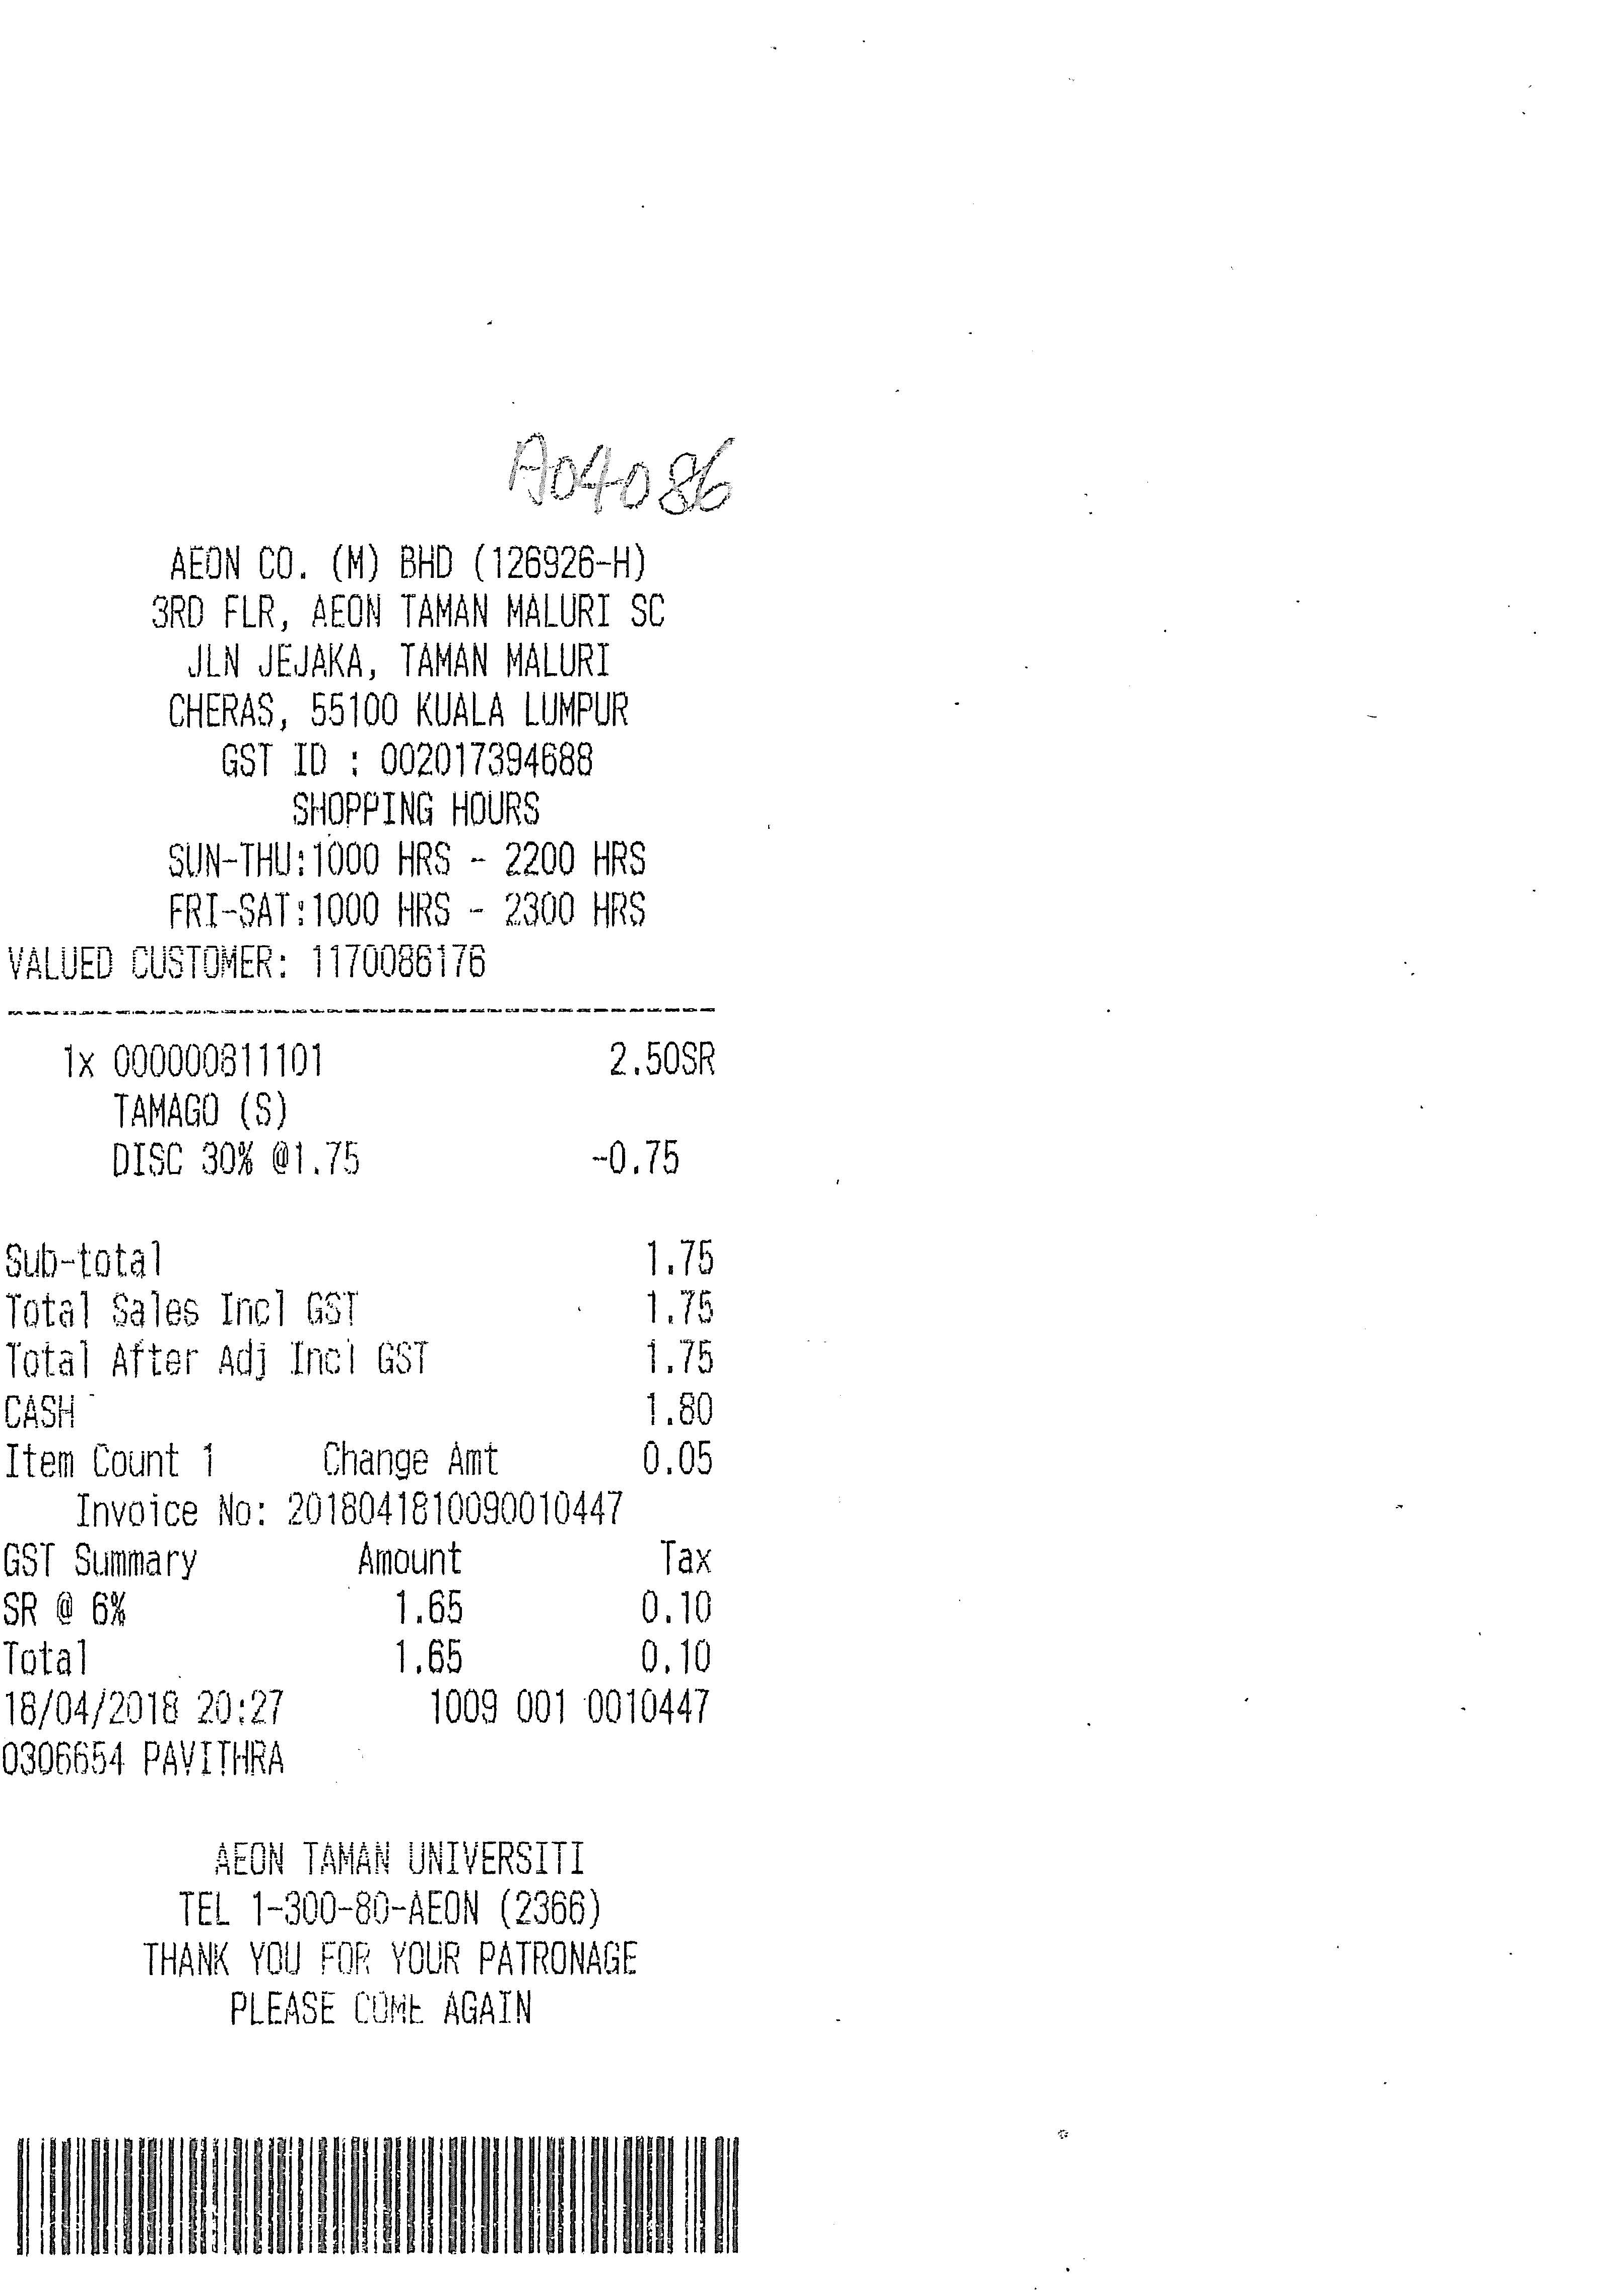 A04086
AEON CO. (M) BHD (126926-H)
3RD FLR, AEON TAMAN MALURI SC
JLN JEJAKA, TAMAN MALURI
CHERAS, 55100 KUALA LUMPUR
GST ID : 002017394688
SHOPPING HOURS
SUN-THU:1000 HRS - 2200 HRS
FRI-SAT:1000 HRS - 2300 HRS
VALUED CUSTOMER: 1170086176
1x 000000811101 2.50SR
TAMAGO (S)
DISC 30% @1.75 -0.75
Sub-total 1.75
Total Sales Incl GST 1.75
Total After Adj Incl GST 1.75
CASH 1.80
Item Count 1 Change Amt 0.05
Invoice No: 2018041810090010447
GST Summary Amount Tax
SR @ 6% 1.65 0.10
Total 1.65 0.10
18/04/2018 20:27 1009 001 0010447
0306654 PAVITHRA
AEON TAMAN UNIVERSITI
TEL 1-300-80-AEON (2366)
THANK YOU FOR YOUR PATRONAGE
PLEASE COME AGAIN